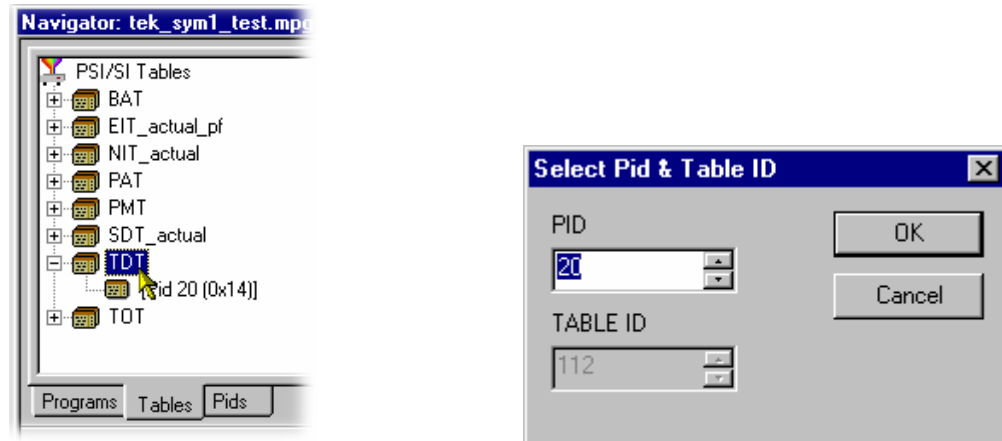 Navigator: tek_sym1_test.mpg
PSI/SI Tables
BAT
EIT_actual_pf
NIT_actual
PAT
PMT
SDT_actual
TDT
id 20 (0x14)]
TOT
Programs Tables Pids
Select Pid & Table ID
PID
20
TABLE ID
112
OK
Cancel